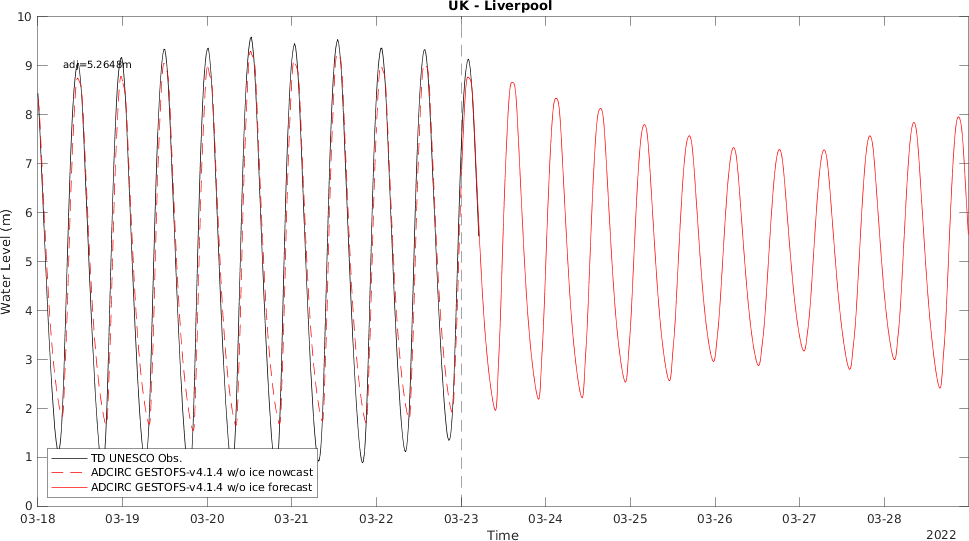 UK - Liverpool
10
9
8
7
6
5
4
3
2
1
0
Water Level (m)
adj=5.2648m
TD UNESCO Obs.
ADCIRC GESTOFS-v4.1.4 w/o ice nowcast
ADCIRC GESTOFS-v4.1.4 w/o ice forecast
03-18 03-19 03-20 03-21 03-22 03-23 03-24 03-25 03-26 03-27 03-28
Time
2022